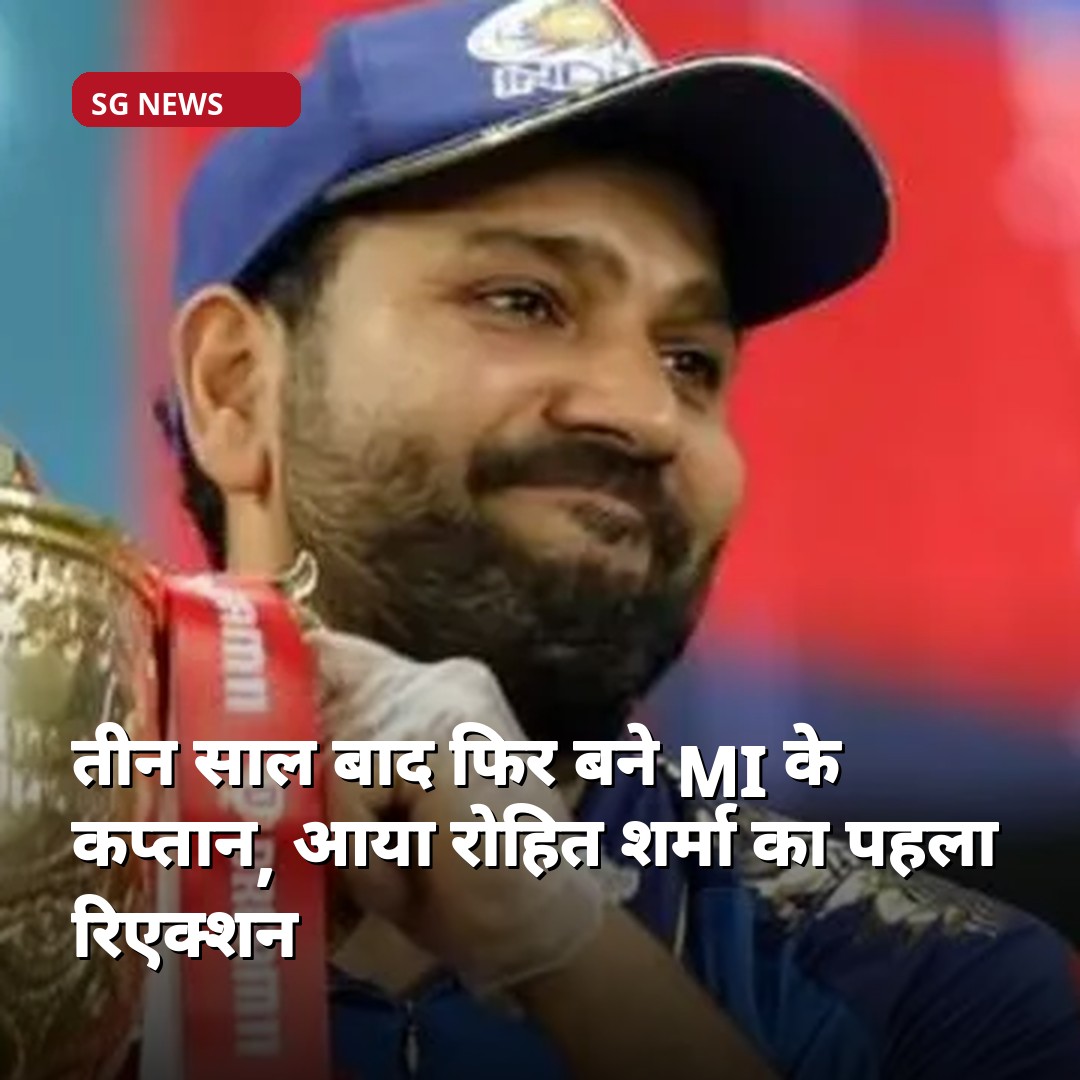 SG NEWS
तीन साल बाद फिर बने MI के
कप्तान, आया रोहित शर्मा का पहला
रिएक्शन